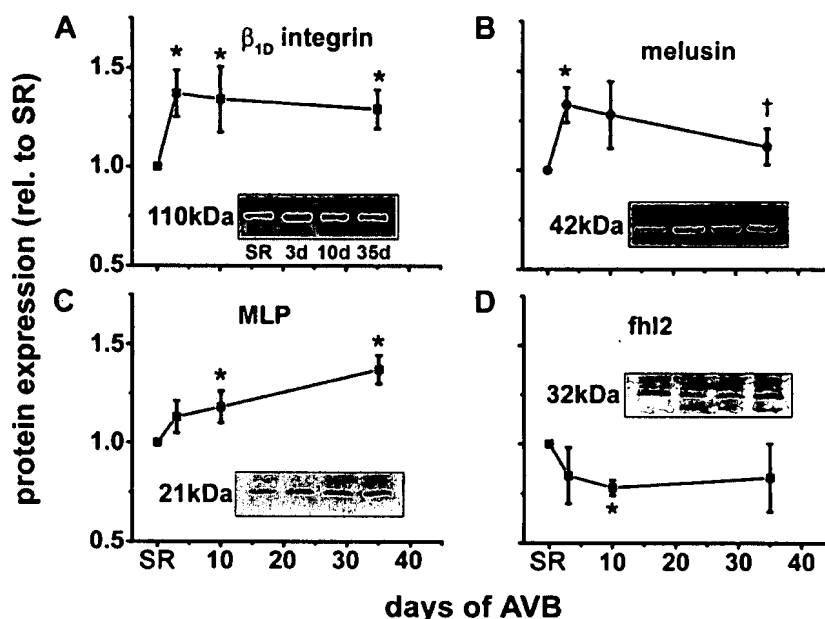 A
β1D integrin
*
*
*
1.5
1.0
0.5
110kDa
SR 3d 10d 35d
B
melusin
*
†
42kDa
C
MLP
*
*
1.5
1.0
0.5
21kDa
SR 10 20 30 40
D
fhl2
32kDa
*
SR 10 20 30 40
protein expression (rel. to SR)
days of AVB